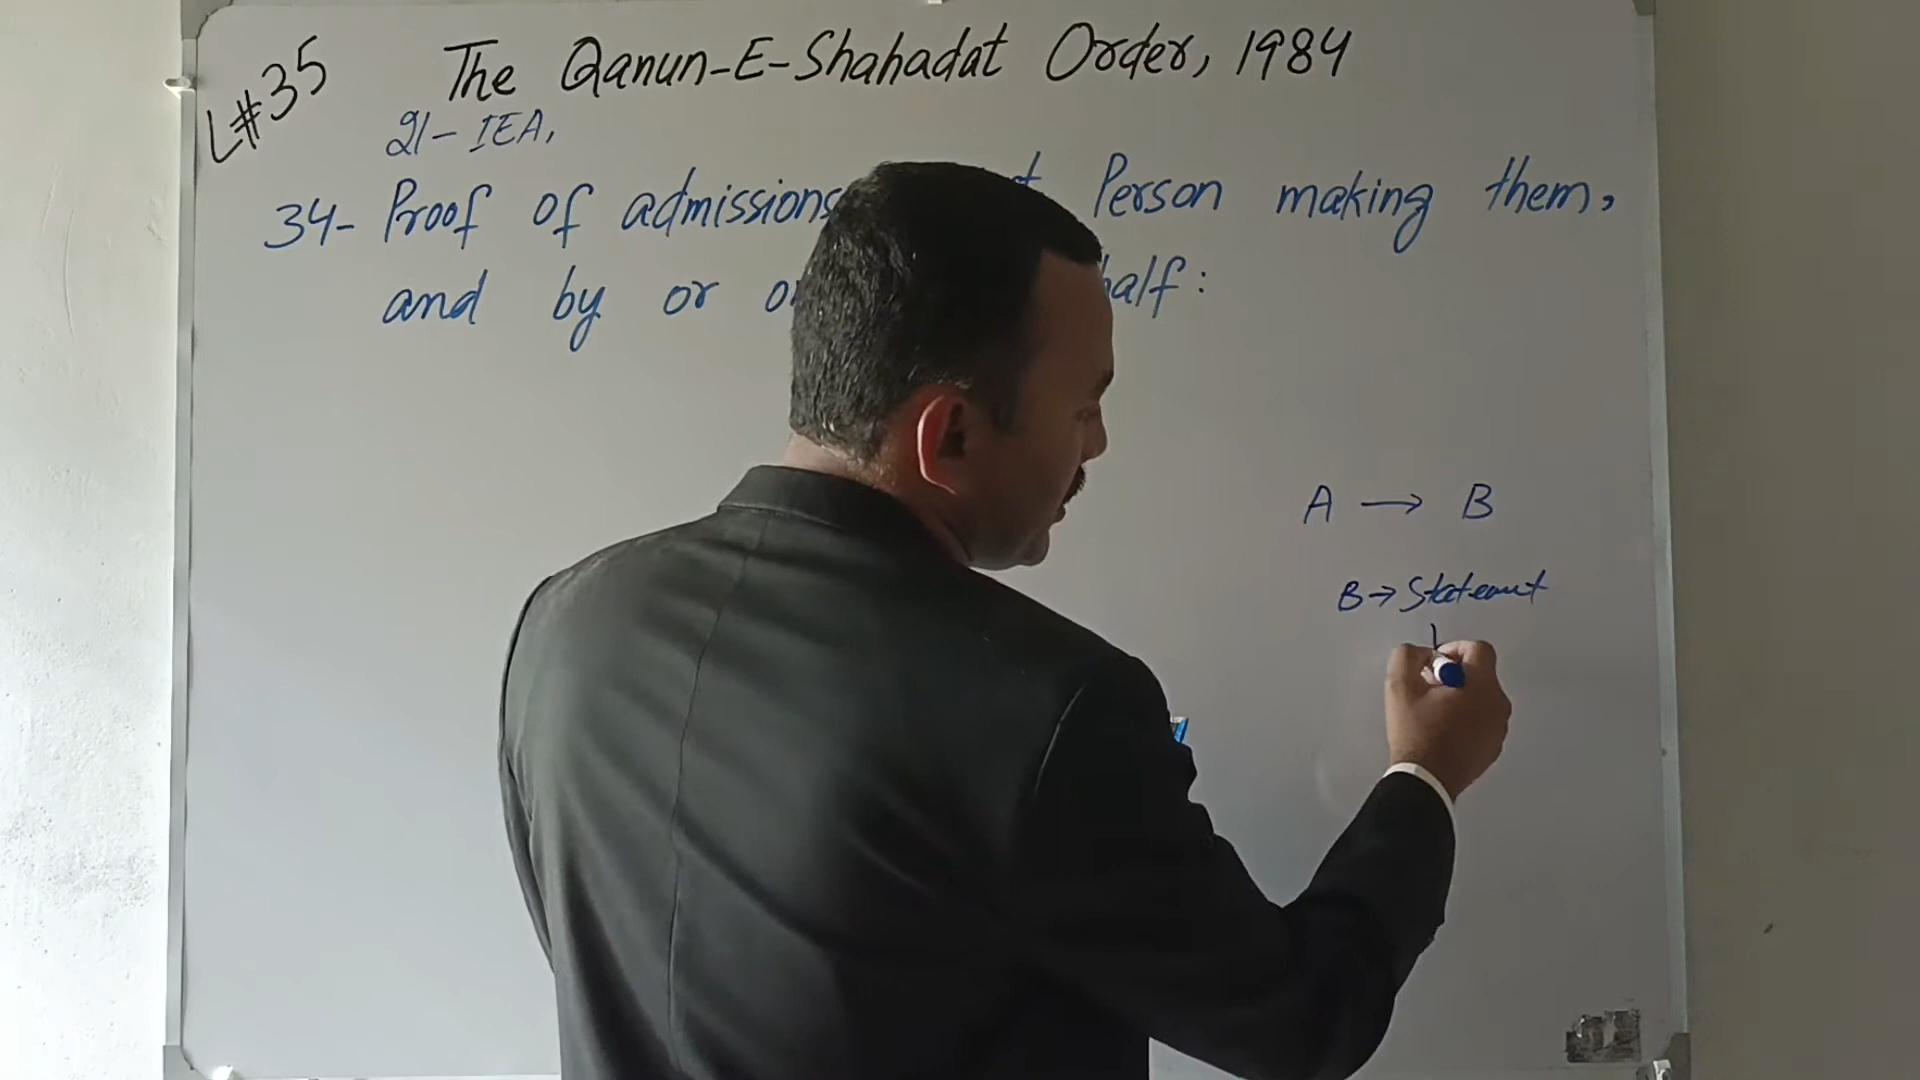 L#35
The Qanun-E-Shahadat Order, 1984
21- IEA,
34- Proof of admissions Person making them,
and by or half:
A → B
B → Statement